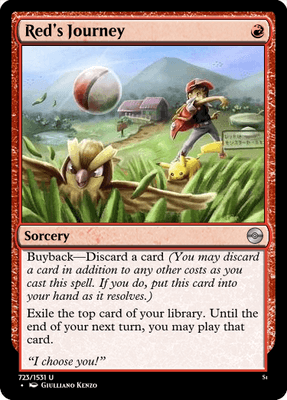 Red's Journey
Sorcery
Buyback—Discard a card (You may discard
a card in addition to any other costs as you
cast this spell. If you do, put this card into
your hand as it resolves.)
Exile the top card of your library. Until the
end of your next turn, you may play that
card.
“I choose you!”
723/1531 U
Giulliano Kenzo